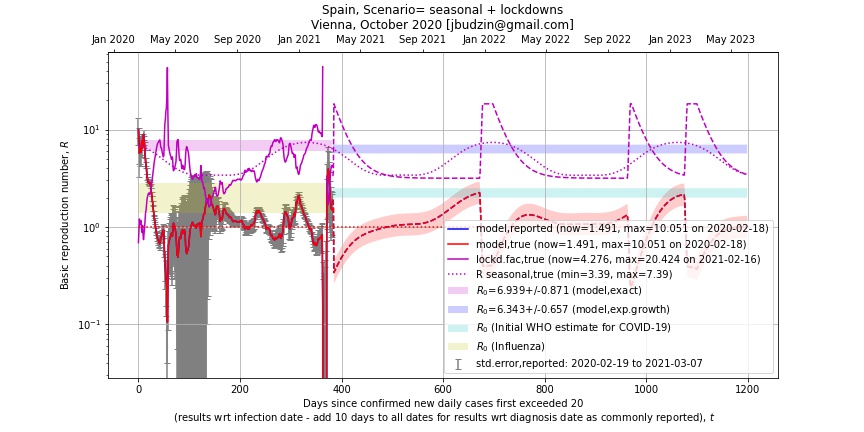 Spain, Scenario= seasonal + lockdowns
Vienna, October 2020 [jbudzin@gmail.com]
Jan 2020 May 2020 Sep 2020 Jan 2021 May 2021 Sep 2021 Jan 2022 May 2022 Sep 2022 Jan 2023 May 2023
Basic reproduction number, R
10¹
10⁰
10⁻¹
model,reported (now=1.491, max=10.051 on 2020-02-18)
model,true (now=1.491, max=10.051 on 2020-02-18)
lockd.fac,true (now=4.276, max=20.424 on 2021-02-16)
R seasonal,true (min=3.39, max=7.39)
R₀=6.939+/-0.871 (model,exact)
R₀=6.343+/-0.657 (model,exp.growth)
R₀ (Initial WHO estimate for COVID-19)
R₀ (Influenza)
std.error,reported: 2020-02-19 to 2021-03-07
0 200 400 600 800 1000 1200
Days since confirmed new daily cases first exceeded 20
(results wrt infection date - add 10 days to all dates for results wrt diagnosis date as commonly reported), t